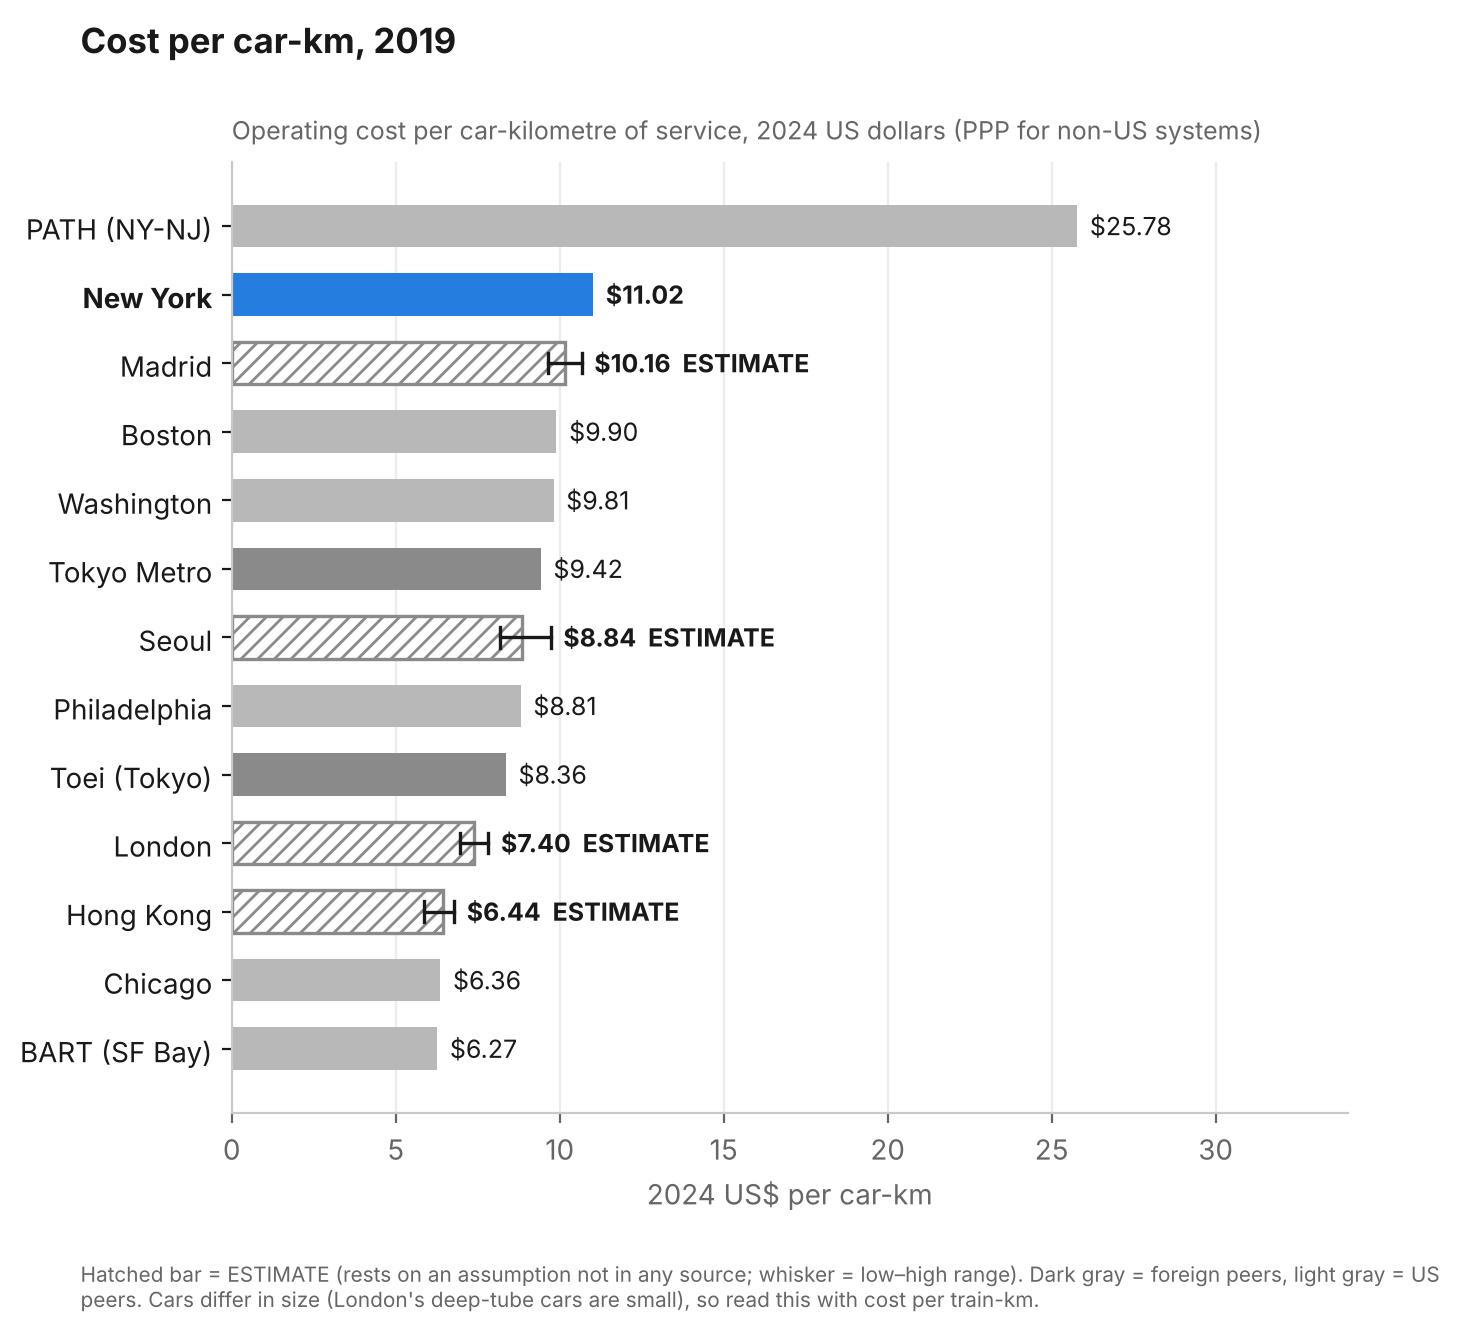 Cost per car-km, 2019
Operating cost per car-kilometre of service, 2024 US dollars (PPP for non-US systems)
PATH (NY-NJ) $25.78
New York $11.02
Madrid $10.16 ESTIMATE
Boston $9.90
Washington $9.81
Tokyo Metro $9.42
Seoul $8.84 ESTIMATE
Philadelphia $8.81
Toei (Tokyo) $8.36
London $7.40 ESTIMATE
Hong Kong $6.44 ESTIMATE
Chicago $6.36
BART (SF Bay) $6.27
0 5 10 15 20 25 30
2024 US$ per car-km
Hatched bar = ESTIMATE (rests on an assumption not in any source; whisker = low–high range). Dark gray = foreign peers, light gray = US
peers. Cars differ in size (London's deep-tube cars are small), so read this with cost per train-km.